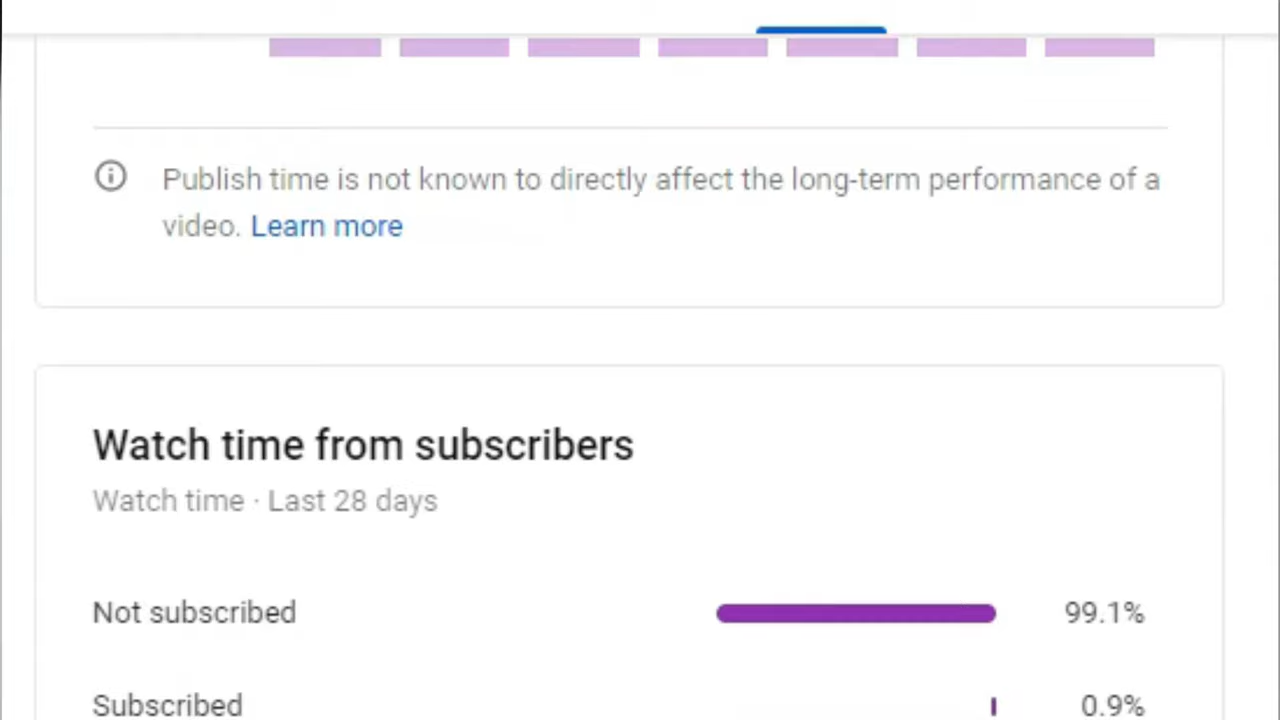 Publish time is not known to directly affect the long-term performance of a
video. Learn more
Watch time from subscribers
Watch time · Last 28 days
Not subscribed 99.1%
Subscribed 0.9%